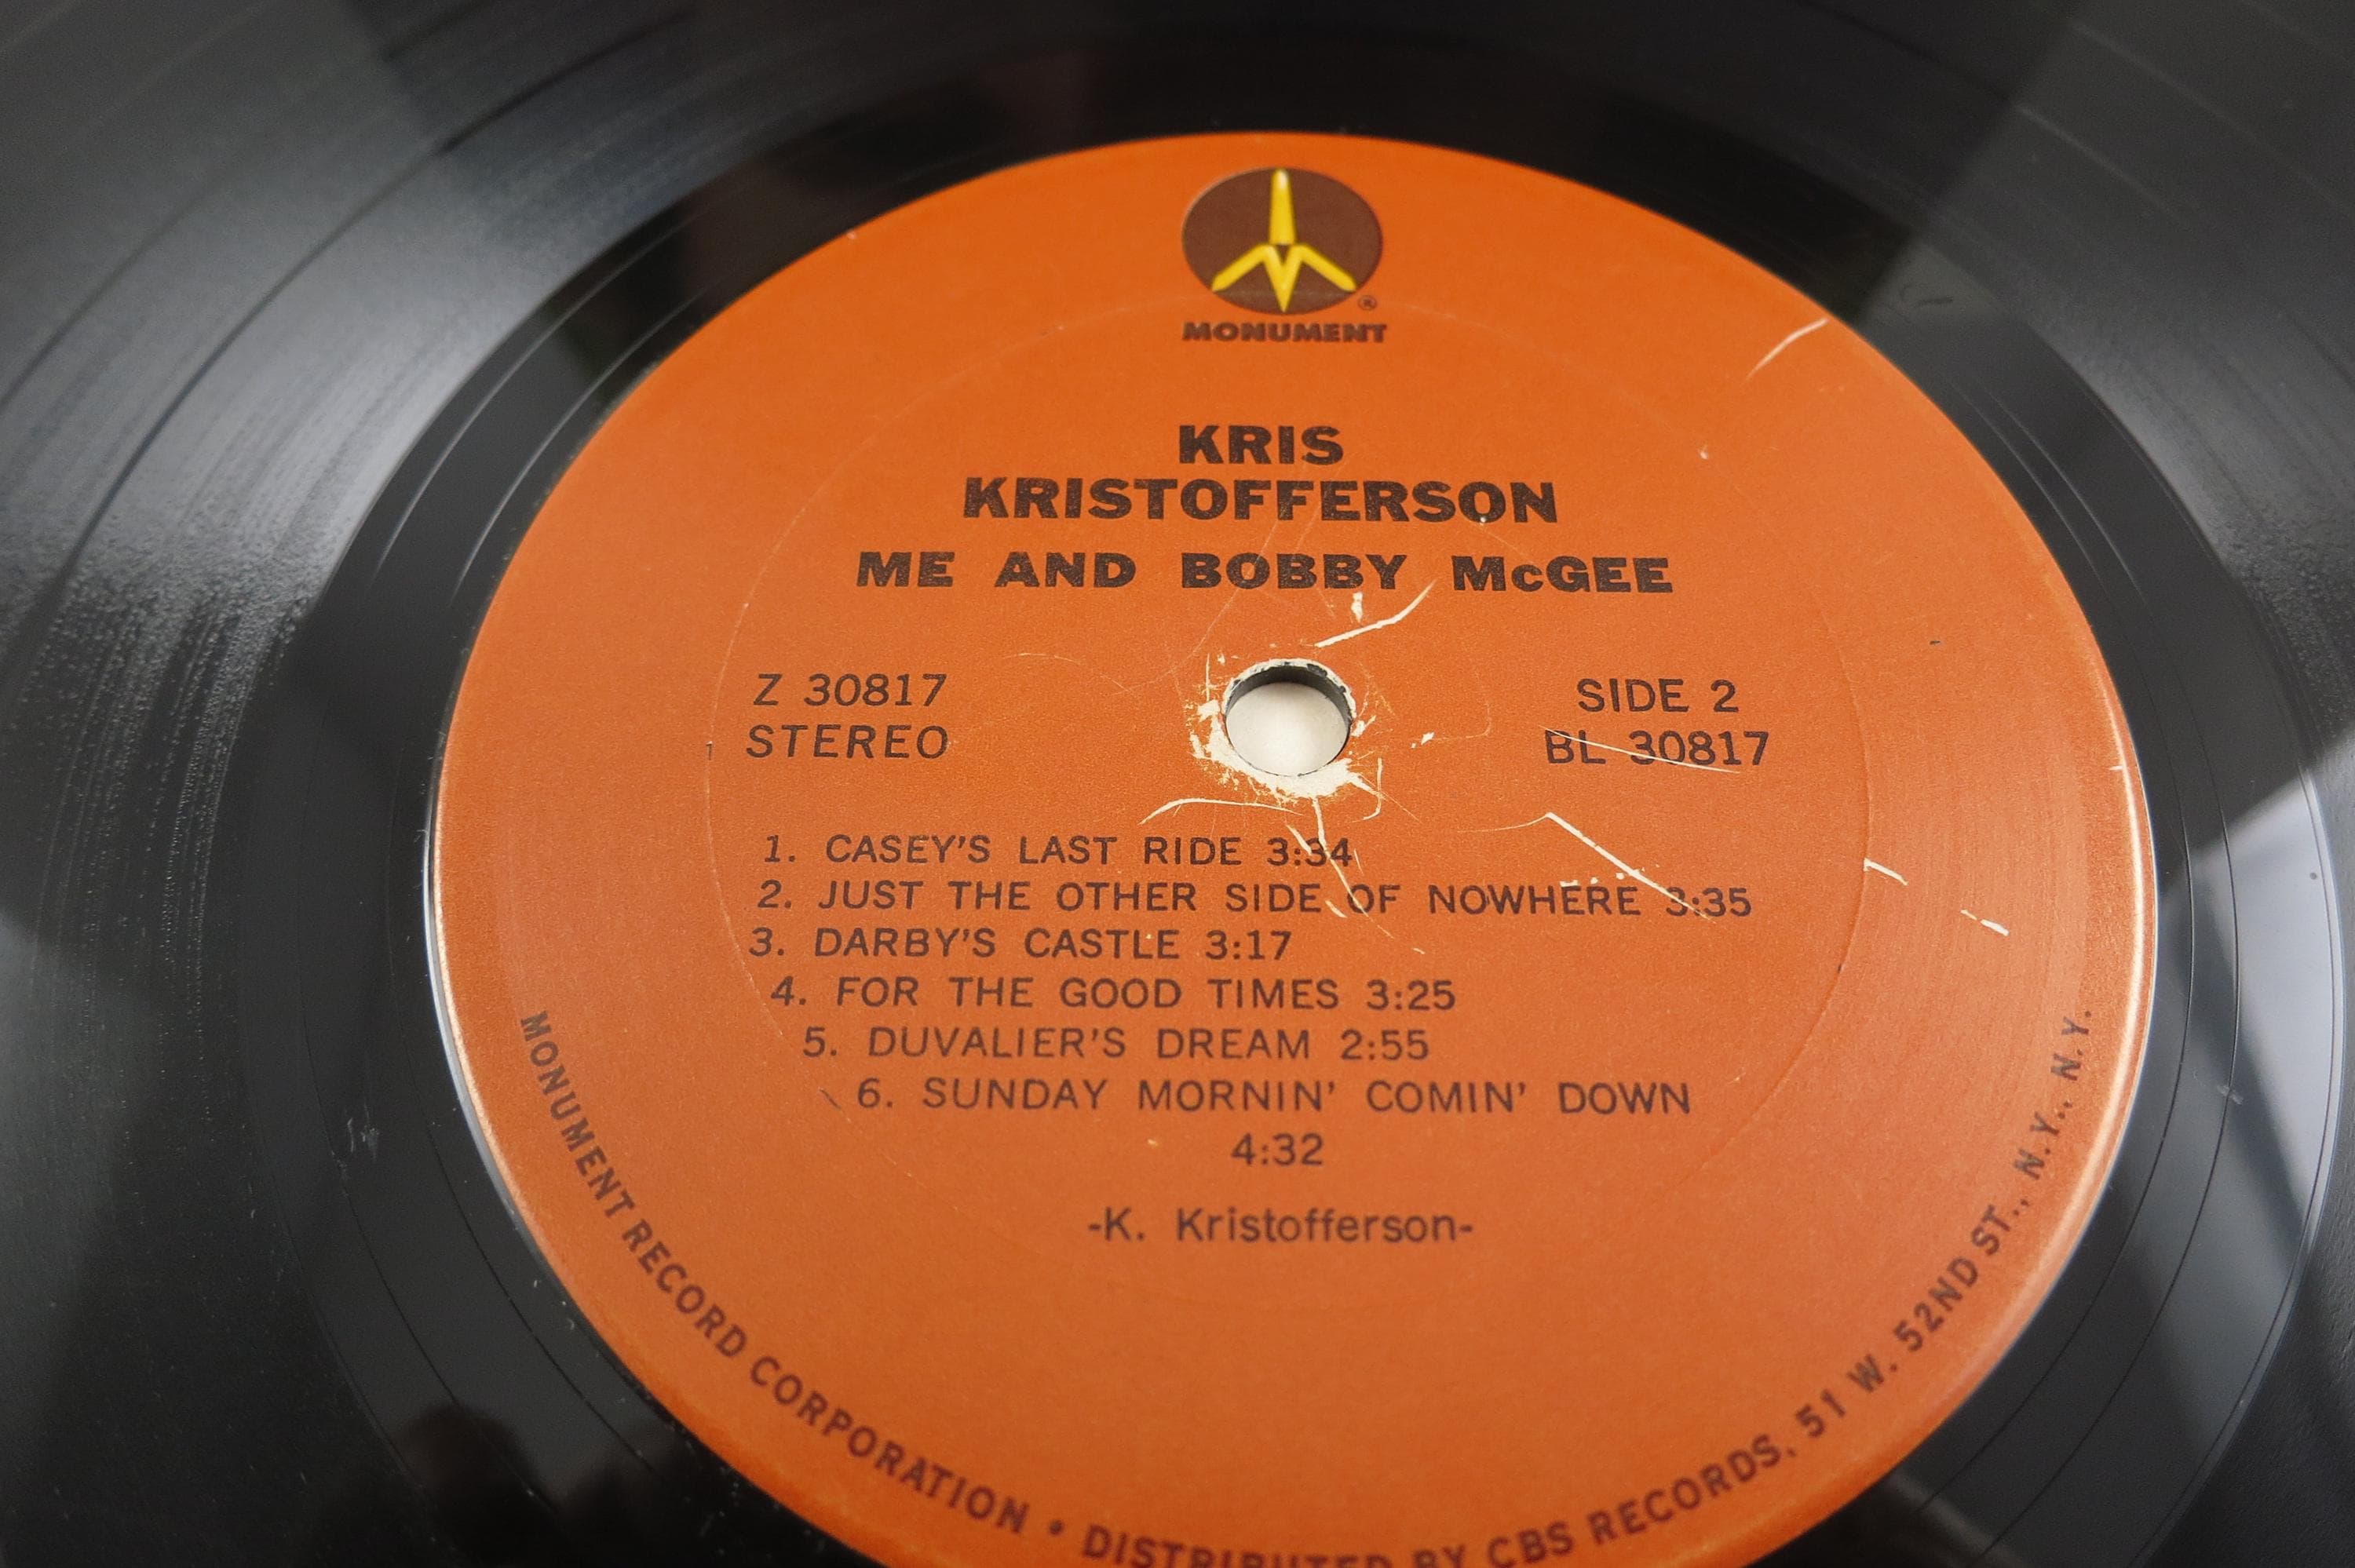 ®
MONUMENT
KRIS
KRISTOFFERSON
ME AND BOBBY McGEE
Z 30817
STEREO
SIDE 2
BL 30817
1. CASEY'S LAST RIDE 3:34
2. JUST THE OTHER SIDE OF NOWHERE 3:35
3. DARBY'S CASTLE 3:17
4. FOR THE GOOD TIMES 3:25
5. DUVALIER'S DREAM 2:55
6. SUNDAY MORNIN' COMIN' DOWN
4:32
-K. Kristofferson-
MONUMENT RECORD CORPORATION • DISTRIBUTED BY CBS RECORDS, 51 W. 52ND ST., N.Y., N.Y.